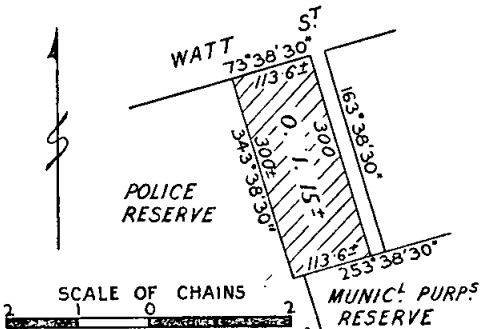 WATT Sᵀ
73°38'30"
113·6±
163°38'30"
300
0. 1. 15±
300±
343°38'30"
POLICE
RESERVE
113·6±
253°38'30"
SCALE OF CHAINS
2 1 0 2
MUNICᴸ PURPˢ
RESERVE